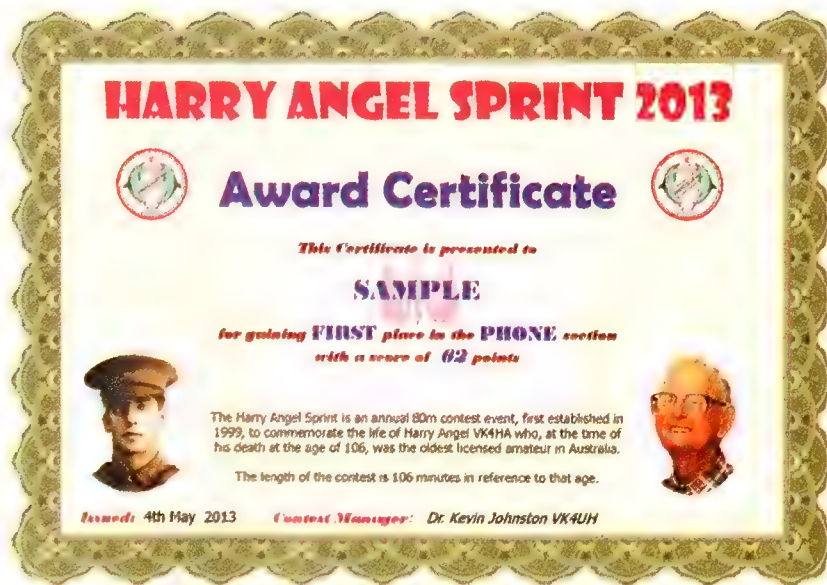 HARRY ANGEL SPRINT 2013
Award Certificate
This Certificate is presented to
SAMPLE
for gaining FIRST place in the PHONE section
with a score of 62 points
The Harry Angel Sprint is an annual 80m contest event, first established in
1999, to commemorate the life of Harry Angel VK4HA who, at the time of
his death at the age of 106, was the oldest licensed amateur in Australia.
The length of the contest is 106 minutes in reference to that age.
Issued: 4th May 2013 Contest Manager: Dr. Kevin Johnston VK4UH